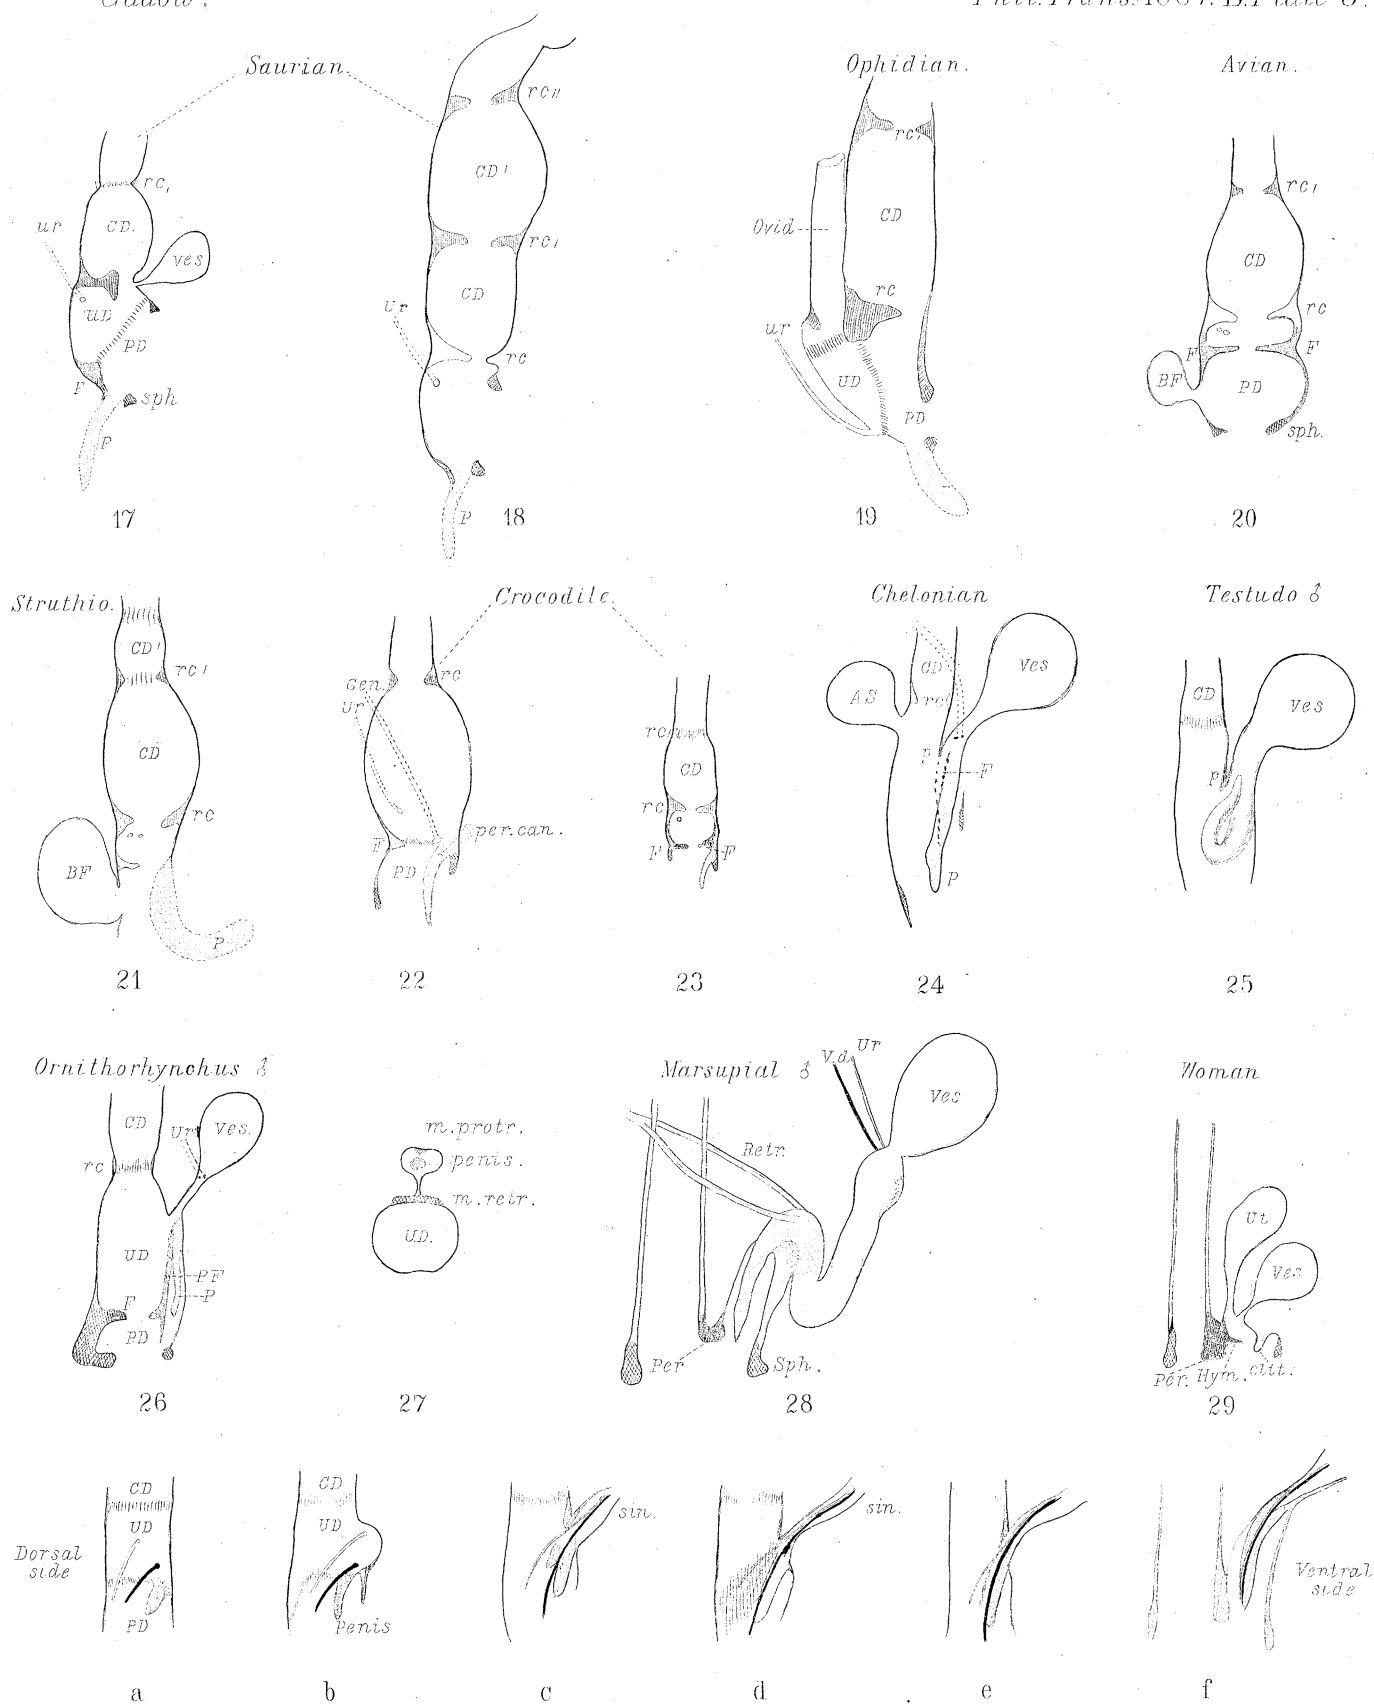 Saurian.
Ophidian.
Avian.
rc,,
rc,
rc,
rc,
CD'
CD.
CD
ur
ves
Ovid
rc,
CD
CD
UD
PD
Ur
rc
ur
rc
rc
F
F
F
sph
P
UD
PD
BF
PD
sph.
P
17
18
19
20
Struthio.
Crocodile.
Chelonian
Testudo ♂
CD'
rc'
Gen.
Ur
rc
CD
rc
CD
AS
CD
rc
Ves
CD
Ves
rc
rc
P
F
p
BF
F
per.can.
PD
F
F
P
P
21
22
23
24
25
Ornithorhynchus ♂
Marsupial ♂
V.d.
Ur
Woman
CD
Ur
Ves.
m.protr.
Ves
rc
penis.
Retr.
m.retr.
UD
U.D.
Ut
PF
P
F
PD
Ves
Per
Sph.
Pér.
Hym.
clit.
26
27
28
29
CD
CD
UD
UD
sin.
sin.
Dorsal
side
Ventral
side
PD
Penis
a
b
c
d
e
f